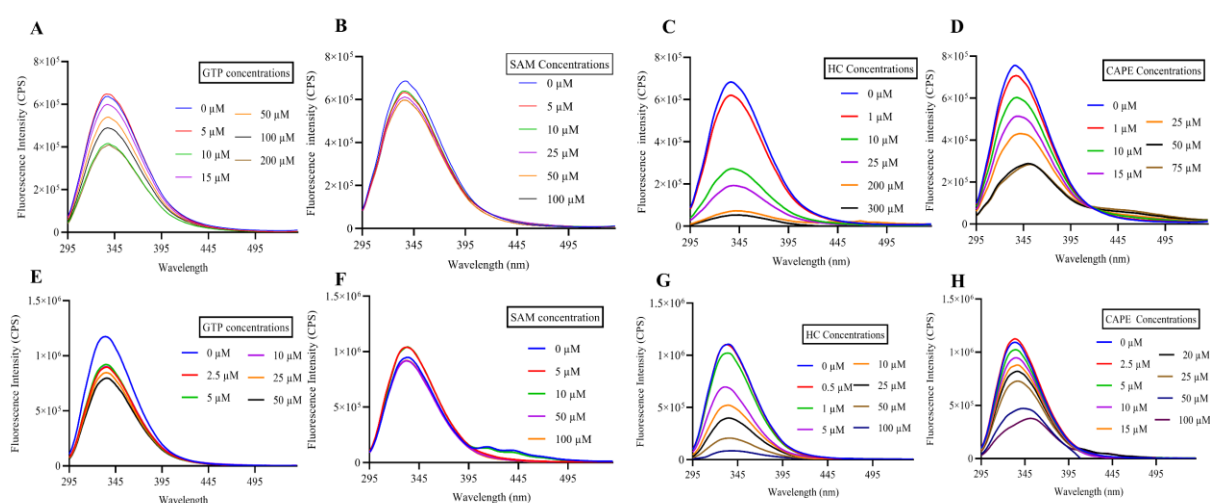 A
Fluorescence Intensity (CPS)
8×10⁵
6×10⁵
4×10⁵
2×10⁵
0
295 345 395 445 495
Wavelength
GTP concentrations
0 µM
5 µM
10 µM
15 µM
50 µM
100 µM
200 µM
B
Fluorescence intensity (CPS)
8×10⁵
6×10⁵
4×10⁵
2×10⁵
0
295 345 395 445 495
Wavelength (nm)
SAM Concentrations
0 µM
5 µM
10 µM
25 µM
50 µM
100 µM
C
Fluorescence intensity (CPS)
8×10⁵
6×10⁵
4×10⁵
2×10⁵
0
295 345 395 445 495
Wavelength (nm)
HC Concentrations
0 µM
1 µM
10 µM
25 µM
200 µM
300 µM
D
Fluorescence intensity (CPS)
8×10⁵
6×10⁵
4×10⁵
2×10⁵
0
295 345 395 445 495
Wavelength (nm)
CAPE Concentrations
0 µM
1 µM
10 µM
15 µM
25 µM
50 µM
75 µM
E
Fluorescence Intensity (CPS)
1.5×10⁶
1×10⁶
5×10⁵
0
295 345 395 445 495
Wavelength (nm)
GTP concentrations
0 µM
2.5 µM
5 µM
10 µM
25 µM
50 µM
F
Fluorescence Intensity (CPS)
1.5×10⁶
1×10⁶
5×10⁵
0
295 345 395 445 495
Wavelength (nm)
SAM concentration
0 µM
5 µM
10 µM
50 µM
100 µM
G
Fluorescence Intensity (CPS)
1.5×10⁶
1×10⁶
5×10⁵
0
295 345 395 445 495
Wavelength (nm)
HC Concentrations
0 µM
0.5 µM
1 µM
5 µM
10 µM
25 µM
50 µM
100 µM
H
Fluorescence Intensity (CPS)
1.5×10⁶
1×10⁶
5×10⁵
0
295 345 395 445 495
Wavelength (nm)
CAPE Concentrations
0 µM
2.5 µM
5 µM
10 µM
15 µM
20 µM
25 µM
50 µM
100 µM